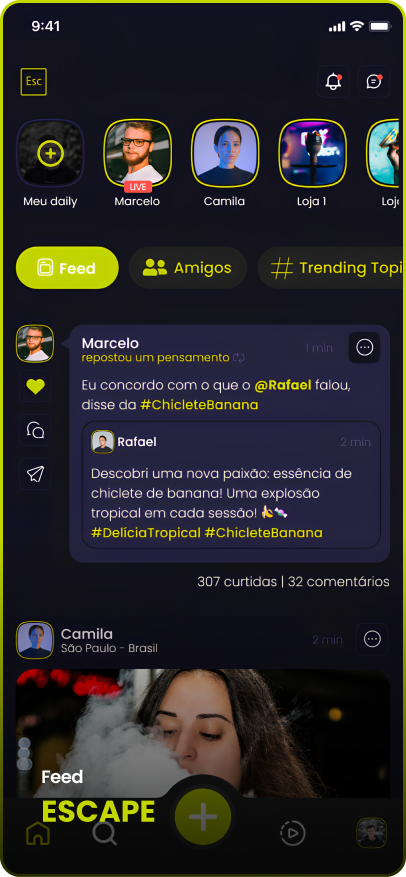 9:41
Esc
Meu daily
LIVE
Marcelo
Camila
Loja 1
Feed
Amigos
# Trending Topi
Marcelo
1 min
repostou um pensamento
Eu concordo com o que o @Rafael falou,
disse da #ChicleteBanana
Rafael
2 min
Descobri uma nova paixão: essência de
chiclete de banana! Uma explosão
tropical em cada sessão! 🍌🍬
#DelíciaTropical #ChicleteBanana
307 curtidas | 32 comentários
Camila
2 min
São Paulo - Brasil
Feed
ESCAPE